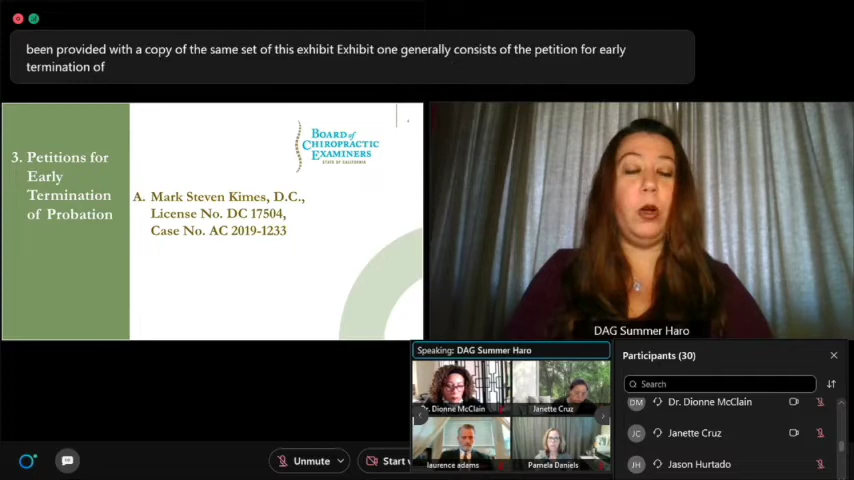 been provided with a copy of the same set of this exhibit Exhibit one generally consists of the petition for early
termination of
3. Petitions for
Early
Termination
of Probation
BOARD of
CHIROPRACTIC
EXAMINERS
STATE OF CALIFORNIA
A. Mark Steven Kimes, D.C.,
License No. DC 17504,
Case No. AC 2019-1233
DAG Summer Haro
Speaking: DAG Summer Haro
Dr. Dionne McClain
Janette Cruz
laurence adams
Pamela Daniels
Participants (30)
Search
DM Dr. Dionne McClain
JC Janette Cruz
JH Jason Hurtado
Unmute
Start